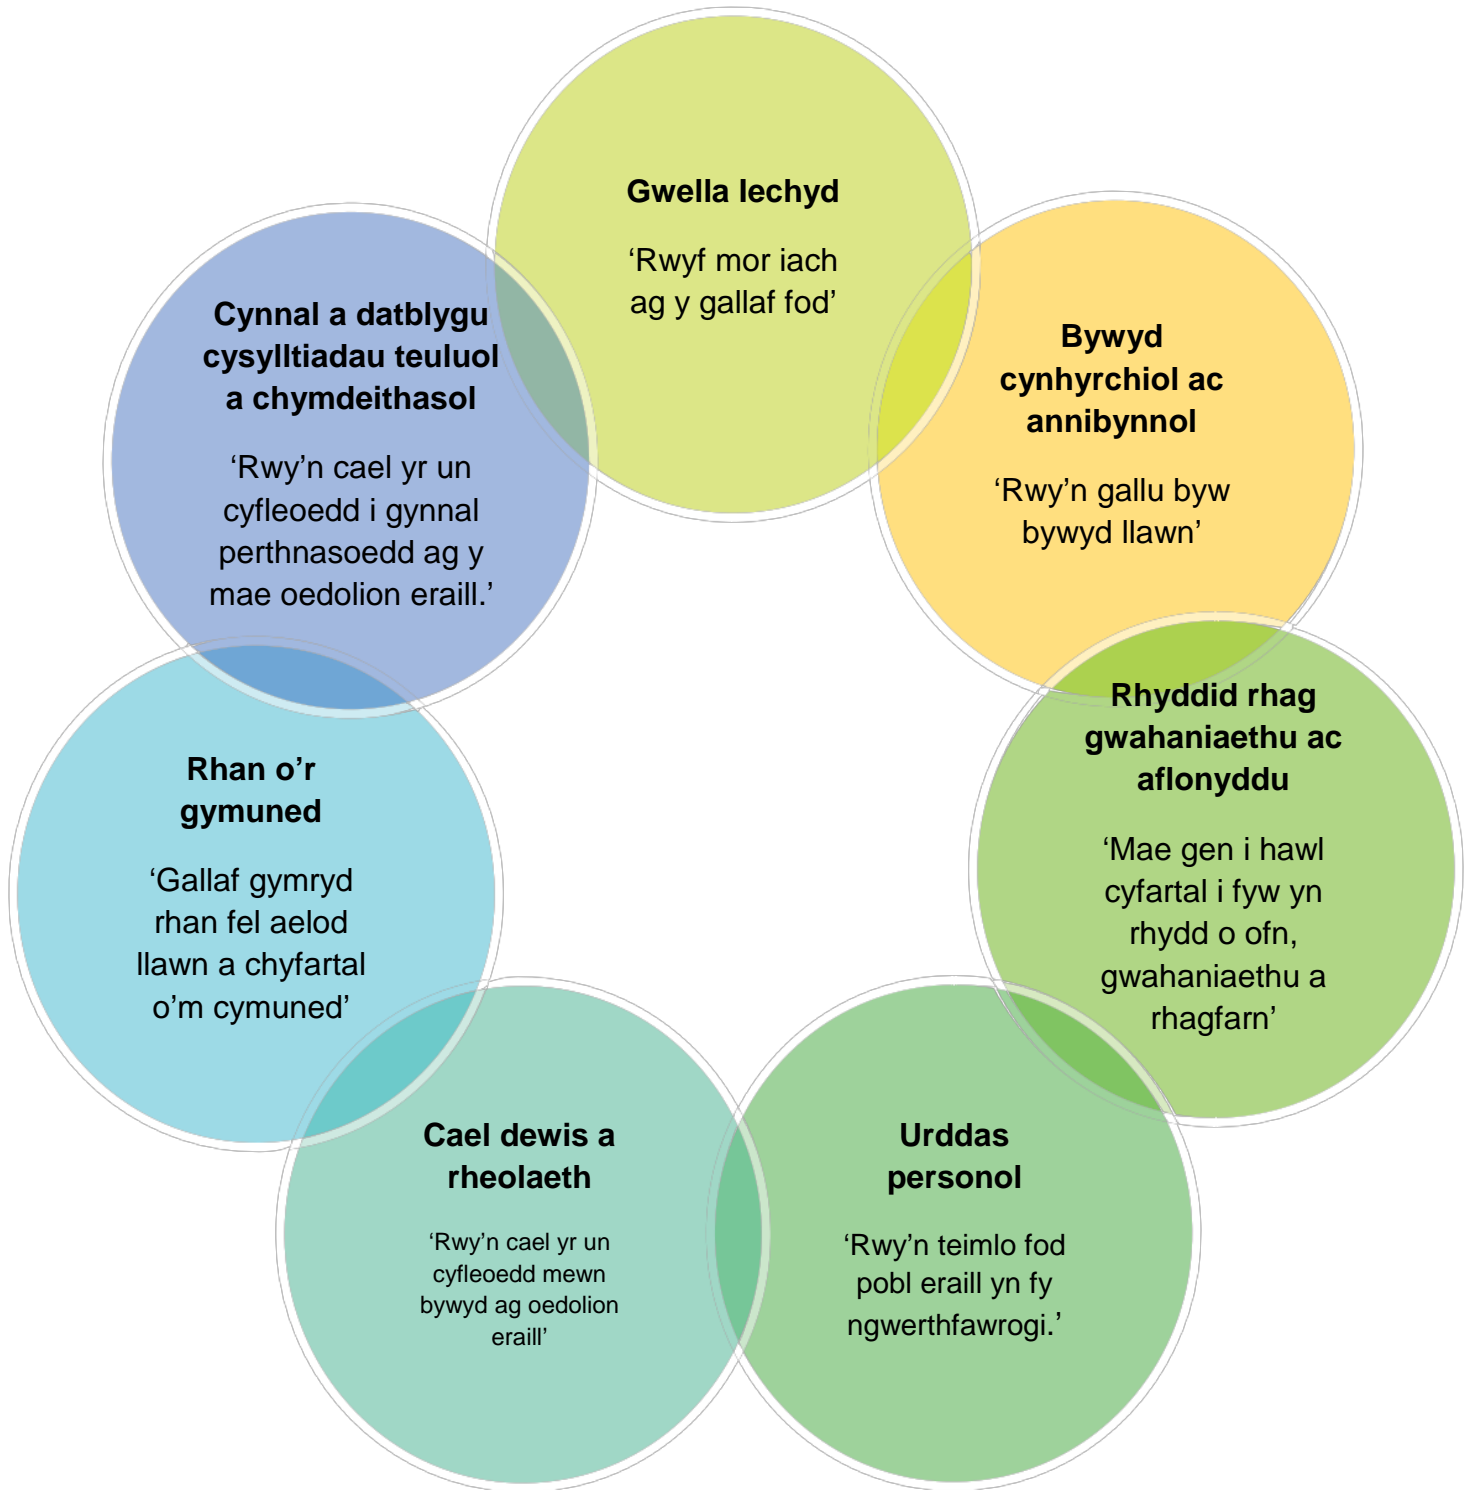 Gwella Iechyd
‘Rwyf mor iach
ag y gallaf fod’
Bywyd
cynhyrchiol ac
annibynnol
‘Rwy’n gallu byw
bywyd llawn’
Rhyddid rhag
gwahaniaethu ac
aflonyddu
‘Mae gen i hawl
cyfartal i fyw yn
rhydd o ofn,
gwahaniaethu a
rhagfarn’
Urddas
personol
‘Rwy’n teimlo fod
pobl eraill yn fy
ngwerthfawrogi.’
Cael dewis a
rheolaeth
‘Rwy’n cael yr un
cyfleoedd mewn
bywyd ag oedolion
eraill’
Rhan o’r
gymuned
‘Gallaf gymryd
rhan fel aelod
llawn a chyfartal
o’m cymuned’
Cynnal a datblygu
cysylltiadau teuluol
a chymdeithasol
‘Rwy’n cael yr un
cyfleoedd i gynnal
perthnasoedd ag y
mae oedolion eraill.’